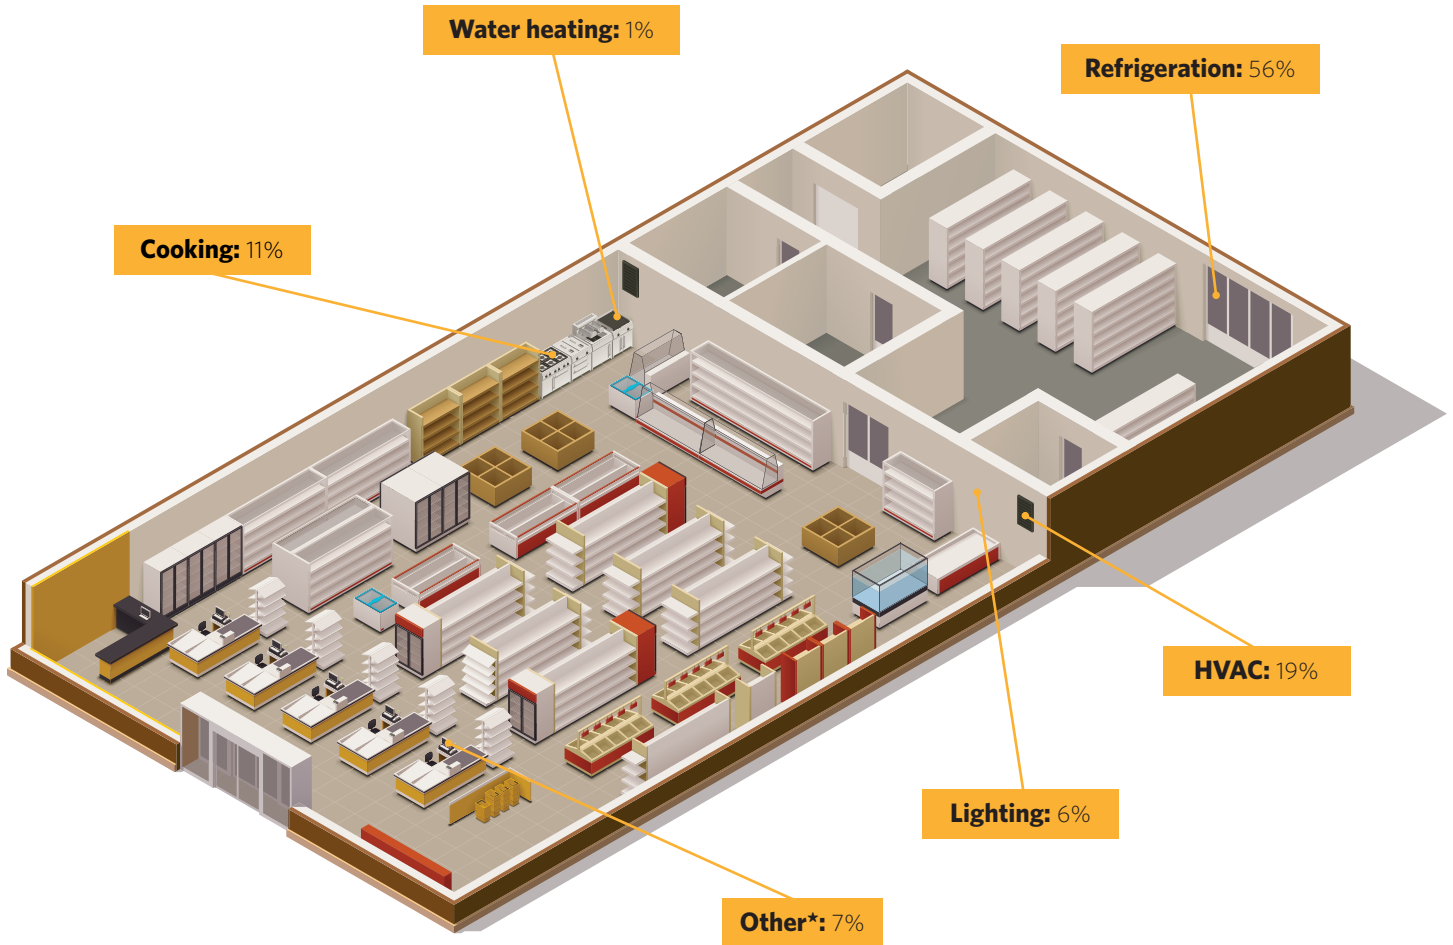 Water heating: 1%
Refrigeration: 56%
Cooking: 11%
HVAC: 19%
Lighting: 6%
Other*: 7%